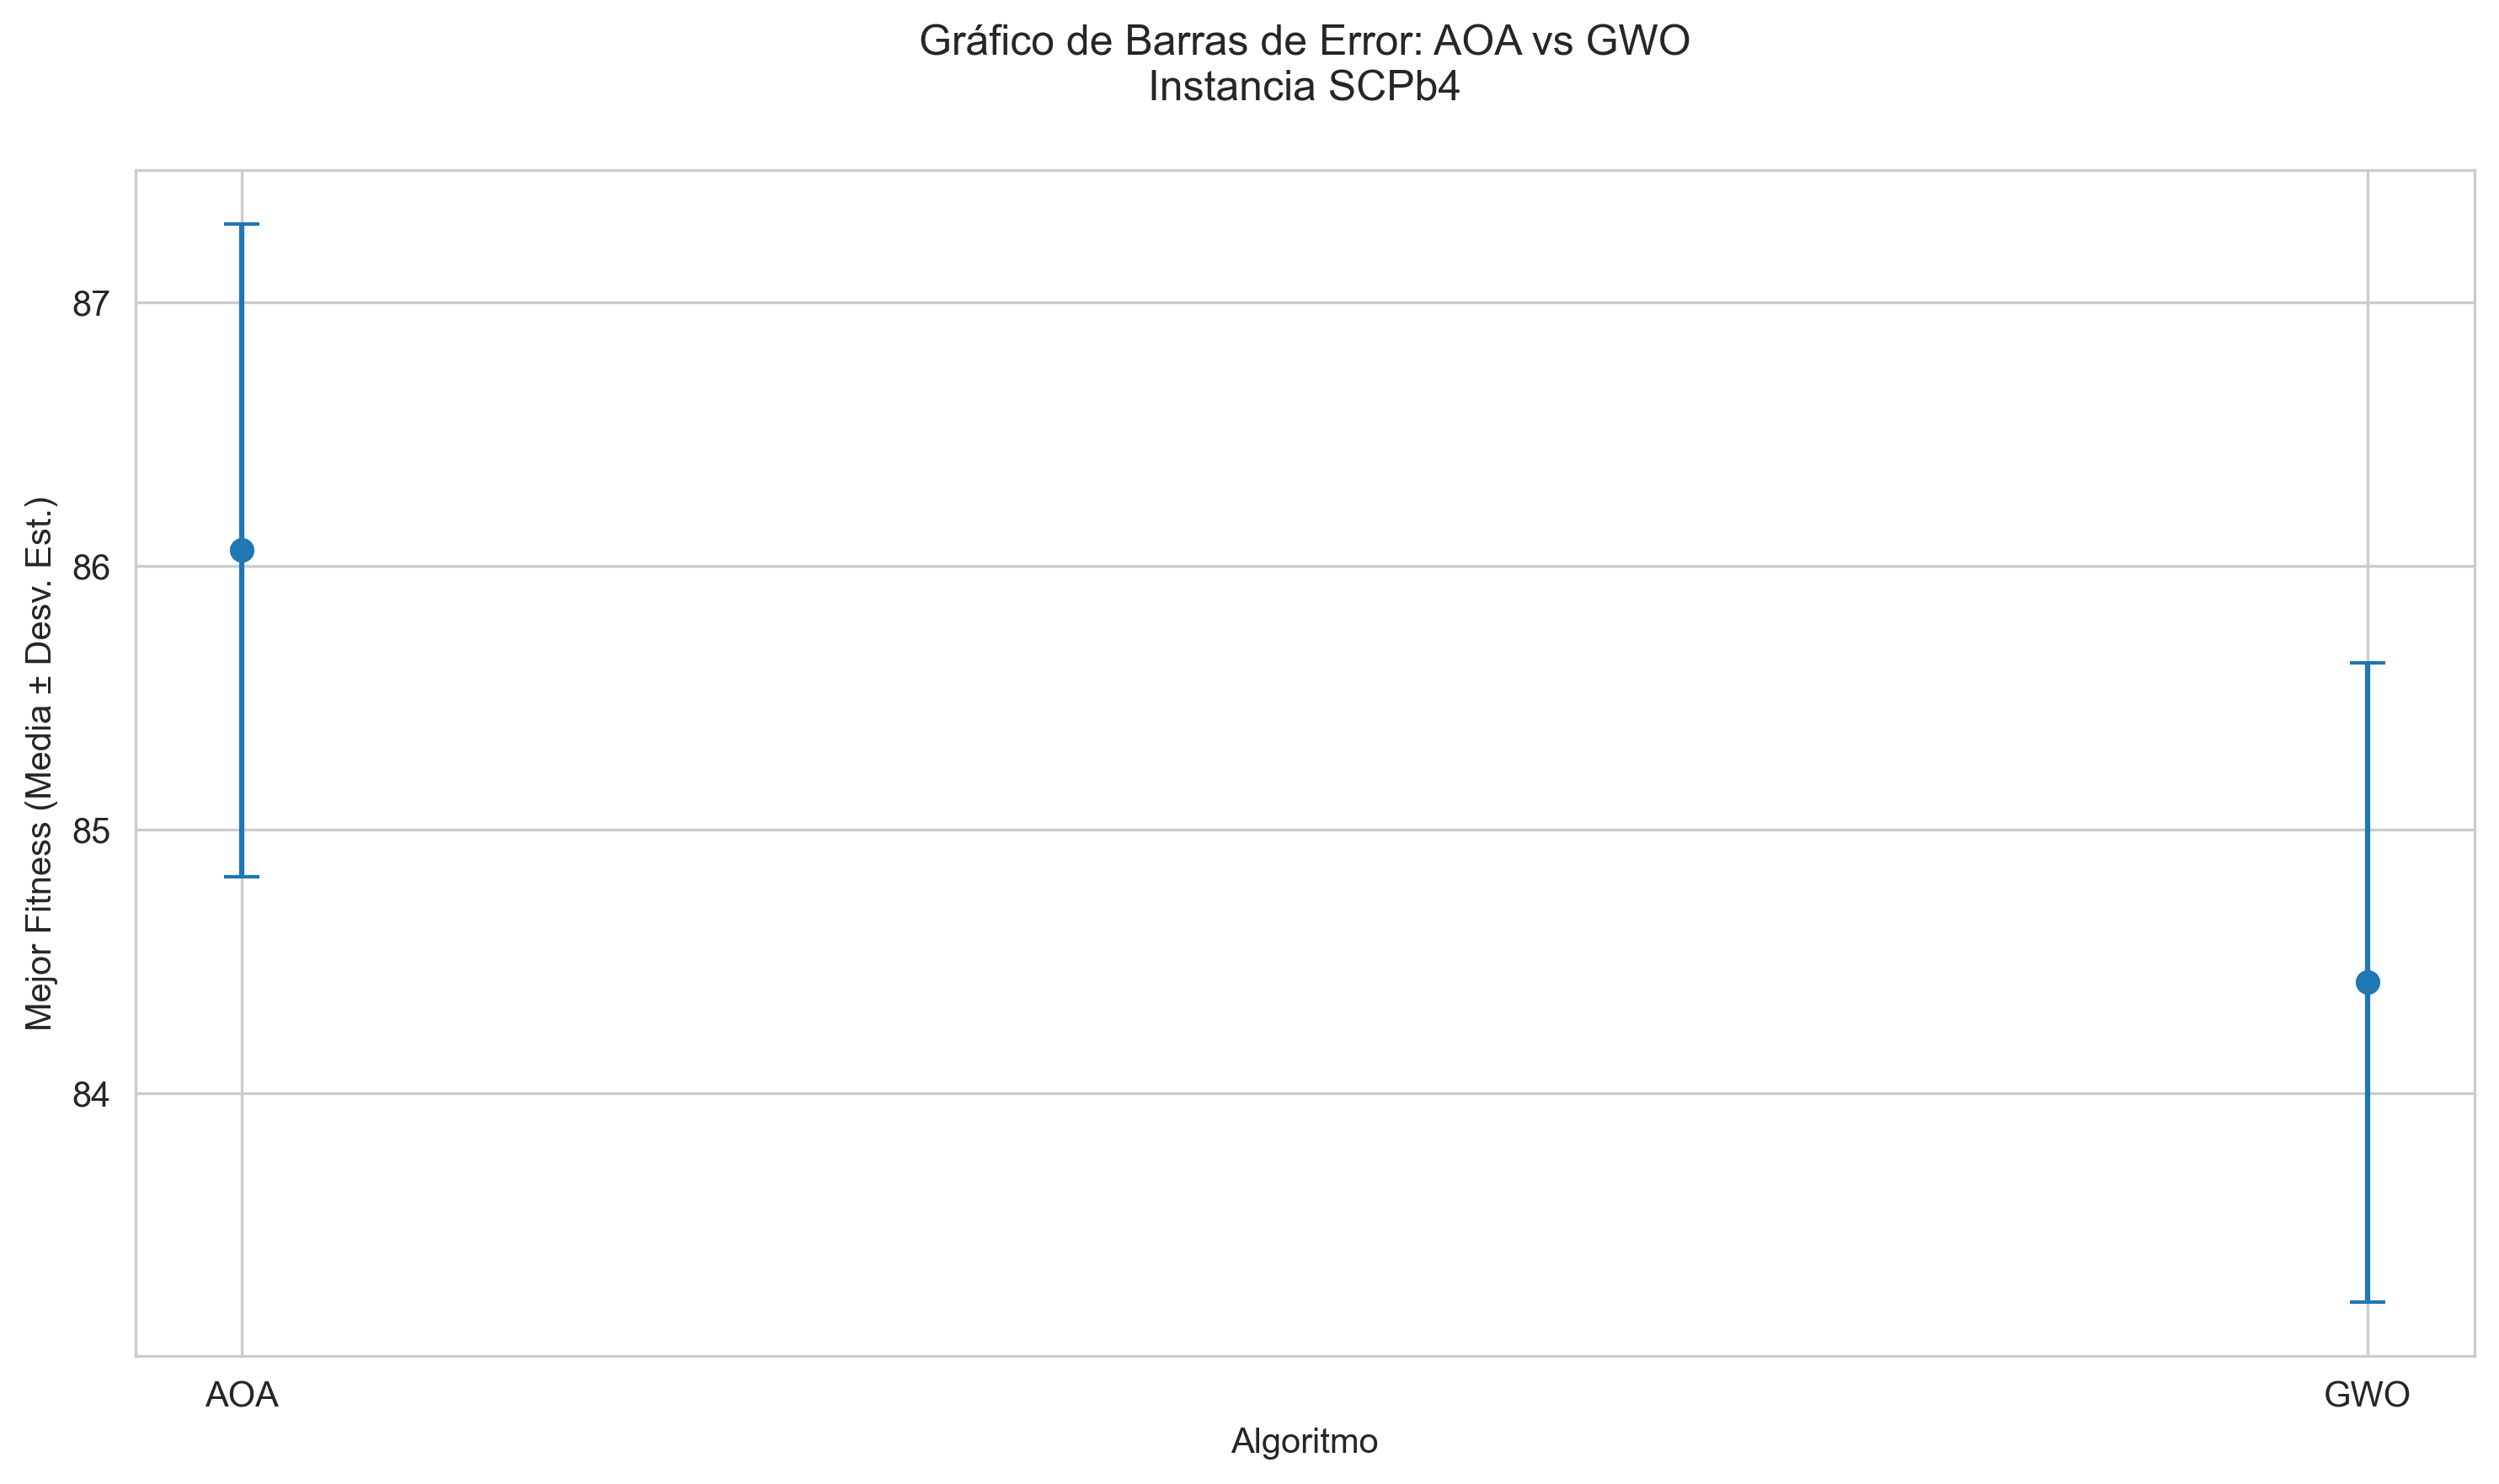 Gráfico de Barras de Error: AOA vs GWO
Instancia SCPb4
Mejor Fitness (Media ± Desv. Est.)
87
86
85
84
AOA
GWO
Algoritmo